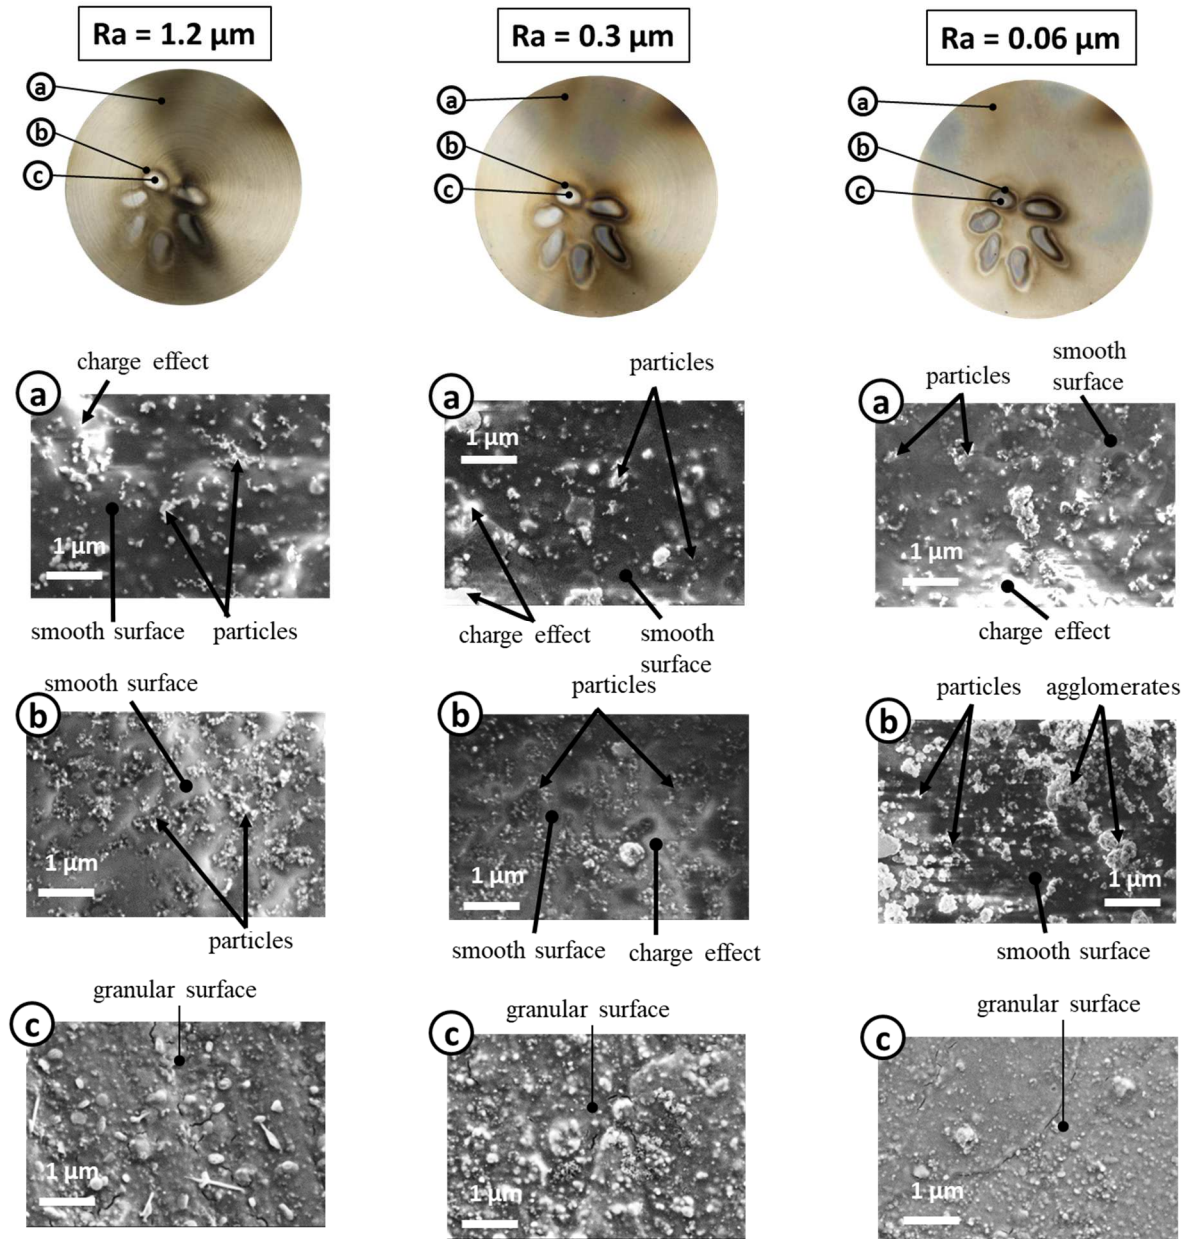 Ra = 1.2 µm
Ra = 0.3 µm
Ra = 0.06 µm
a
b
c
a
b
c
a
b
c
charge effect
a
1 µm
smooth surface
particles
particles
a
1 µm
charge effect
smooth
surface
particles
smooth
surface
a
1 µm
charge effect
smooth surface
b
1 µm
particles
particles
b
1 µm
smooth surface
charge effect
particles
agglomerates
b
1 µm
smooth surface
granular surface
c
1 µm
granular surface
c
1 µm
granular surface
c
1 µm